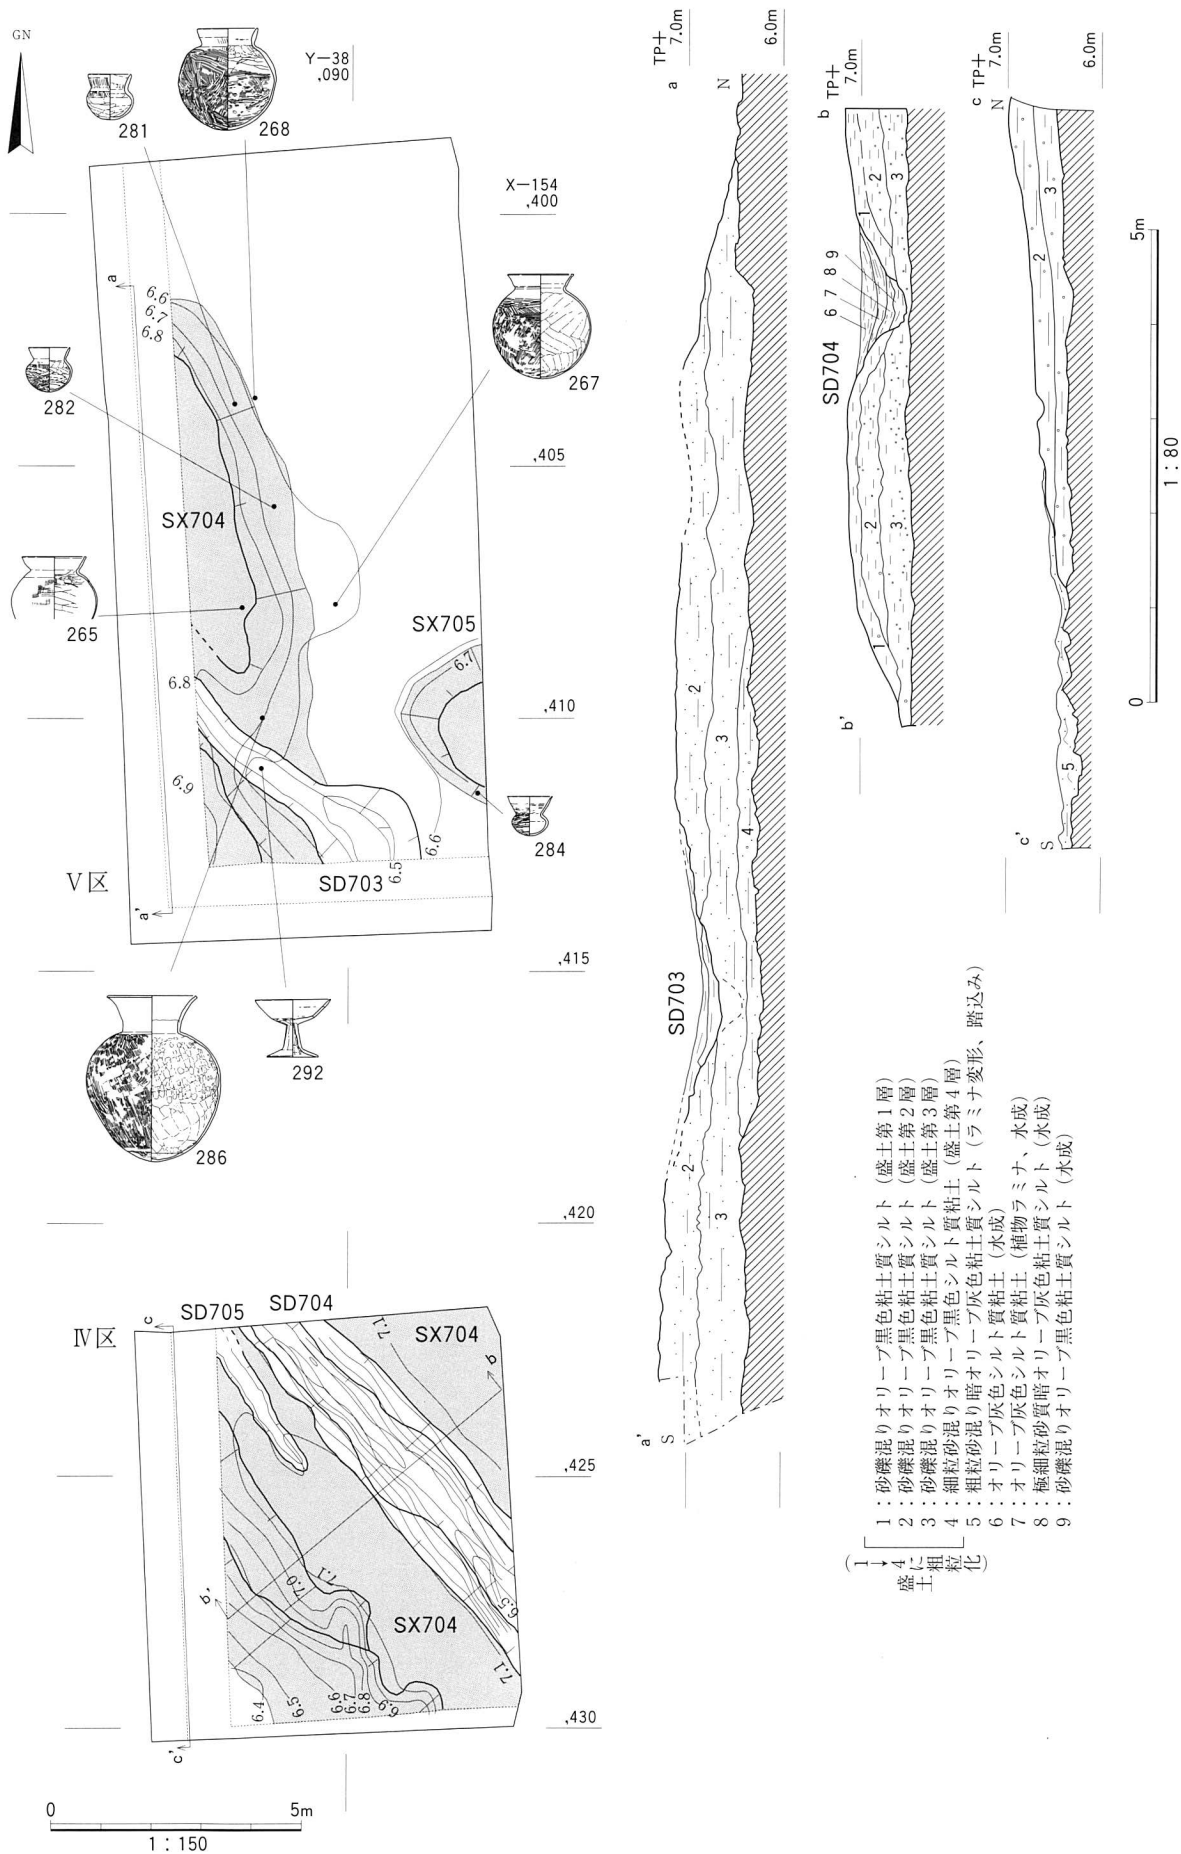 GN
281
268
Y-38
,090
X-154
,400
a
6.6
6.7
6.8
267
282
,405
SX704
265
SX705
6.7
6.8
,410
6.9
6.6
284
6.5
V区
SD703
a'
,415
292
286
,420
SD705
SD704
Ⅳ区
c
7.1
SX704
b
,425
7.0
7.1
b'
6.5
SX704
7.1
6.4
6.5
6.6
6.7
6.8
6.9
,430
c'
0
5m
1：150
TP+
7.0m
6.0m
a
N
2
3
4
SD703
2
3
a'
S
TP+
7.0m
b
1
2
3
6 7 8 9
SD704
2
3
1
b'
TP+
7.0m
6.0m
c
N
2
3
5
c'
S
5m
0
1：80
1：砂礫混りオリーブ黒色粘土質シルト（盛土第1層）
2：砂礫混りオリーブ黒色粘土質シルト（盛土第2層）
3：砂礫混りオリーブ黒色粘土質シルト（盛土第3層）
4：細粒砂混りオリーブ黒色シルト質粘土（盛土第4層）
5：粗粒砂混り暗オリーブ灰色粘土質シルト（ラミナ変形、踏込み）
6：オリーブ灰色シルト質粘土（水成）
7：オリーブ灰色シルト質粘土（植物ラミナ、水成）
8：極細粒砂質暗オリーブ灰色粘土質シルト（水成）
9：砂礫混りオリーブ黒色粘土質シルト（水成）
（1→4に粗粒化）
盛土